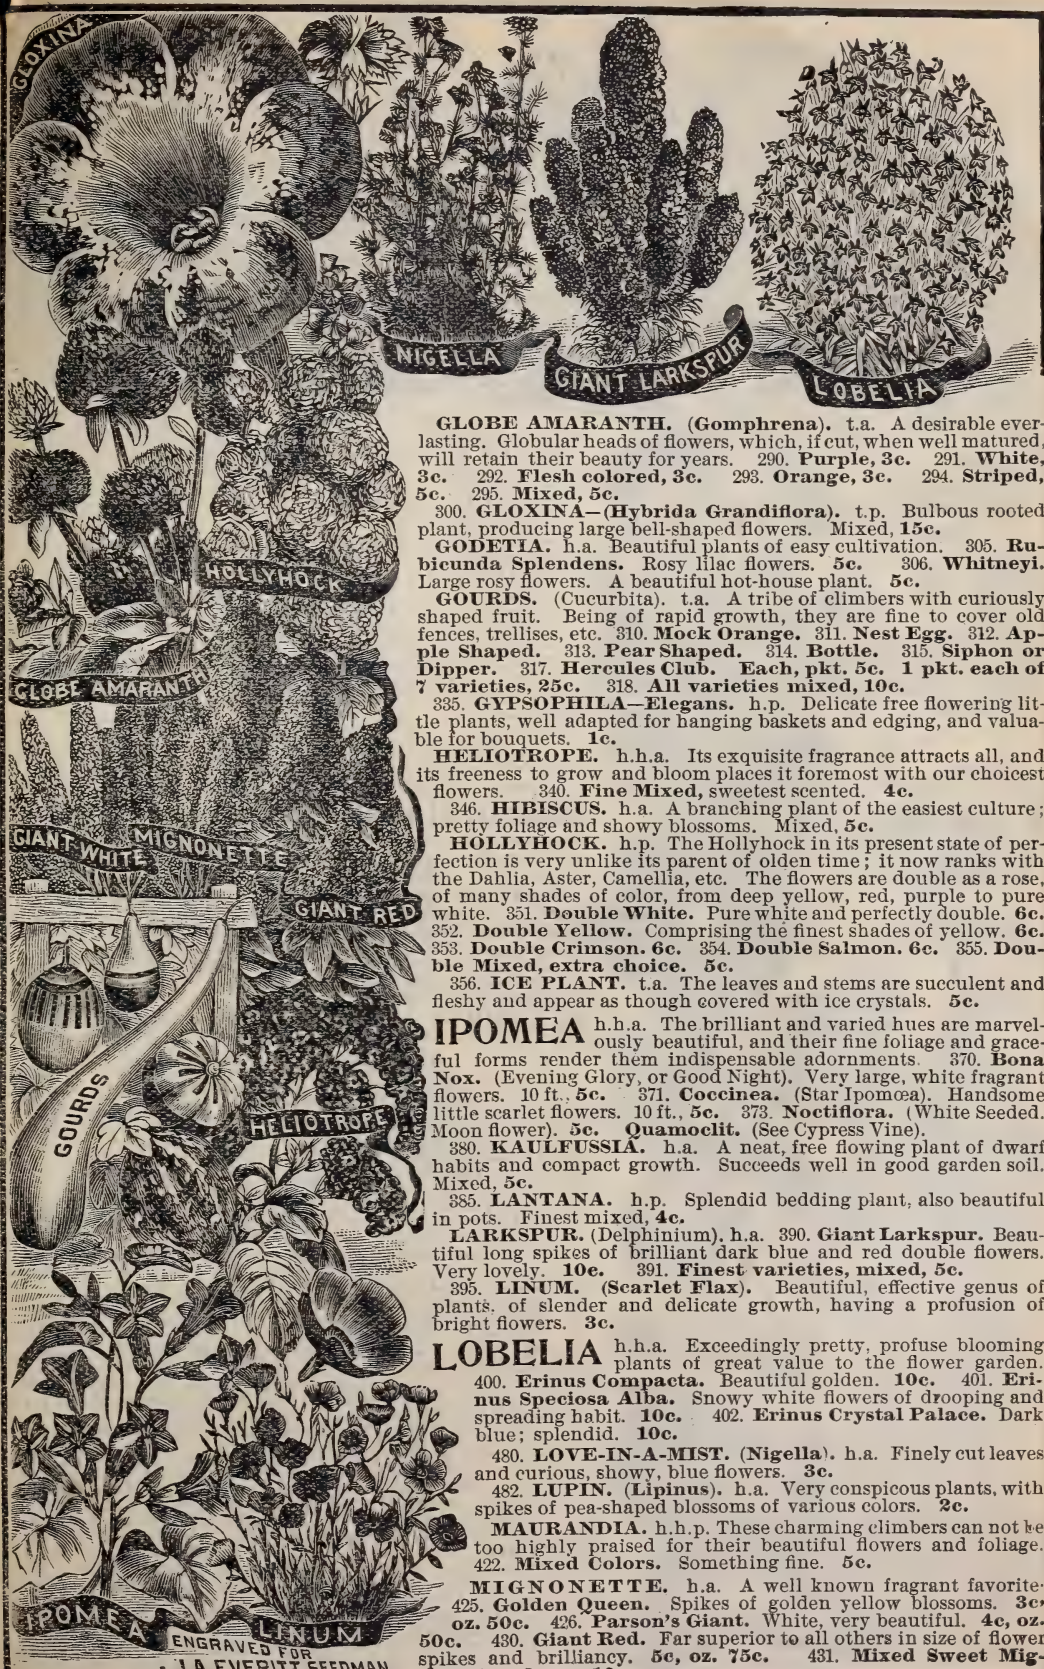 GLOXINA
NIGELLA
GIANT LARKSPUR
LOBELIA
HOLLYHOCK
GLOBE AMARANTH
GIANT WHITE MIGNONETTE
GIANT RED
GOURDS
HELIOTROPE
IPOMEA
LINUM
ENGRAVED FOR
J.A. EVERITT SEEDMAN
GLOBE AMARANTH. (Gomphrena). t.a. A desirable ever-
lasting. Globular heads of flowers, which, if cut, when well matured,
will retain their beauty for years. 290. Purple, 3c. 291. White,
3c. 292. Flesh colored, 3c. 293. Orange, 3c. 294. Striped,
5c. 295. Mixed, 5c.
300. GLOXINA—(Hybrida Grandiflora). t.p. Bulbous rooted
plant, producing large bell-shaped flowers. Mixed, 15c.
GODETIA. h.a. Beautiful plants of easy cultivation. 305. Ru-
bicunda Splendens. Rosy lilac flowers. 5c. 306. Whitneyi.
Large rosy flowers. A beautiful hot-house plant. 5c.
GOURDS. (Cucurbita). t.a. A tribe of climbers with curiously
shaped fruit. Being of rapid growth, they are fine to cover old
fences, trellises, etc. 310. Mock Orange. 311. Nest Egg. 312. Ap-
ple Shaped. 313. Pear Shaped. 314. Bottle. 315. Siphon or
Dipper. 317. Hercules Club. Each, pkt. 5c. 1 pkt. each of
7 varieties, 25c. 318. All varieties mixed, 10c.
335. GYPSOPHILA—Elegans. h.p. Delicate free flowering lit-
tle plants, well adapted for hanging baskets and edging, and valua-
ble for bouquets. 1c.
HELIOTROPE. h.h.a. Its exquisite fragrance attracts all, and
its freeness to grow and bloom places it foremost with our choicest
flowers. 340. Fine Mixed, sweetest scented. 4c.
346. HIBISCUS. h.a. A branching plant of the easiest culture;
pretty foliage and showy blossoms. Mixed, 5c.
HOLLYHOCK. h.p. The Hollyhock in its present state of per-
fection is very unlike its parent of olden time; it now ranks with
the Dahlia, Aster, Camellia, etc. The flowers are double as a rose,
of many shades of color, from deep yellow, red, purple to pure
white. 351. Double White. Pure white and perfectly double. 6c.
352. Double Yellow. Comprising the finest shades of yellow. 6c.
353. Double Crimson. 6c. 354. Double Salmon. 6c. 355. Dou-
ble Mixed, extra choice. 5c.
356. ICE PLANT. t.a. The leaves and stems are succulent and
fleshy and appear as though covered with ice crystals. 5c.
IPOMEA h.h.a. The brilliant and varied hues are marvel-
ously beautiful, and their fine foliage and grace-
ful forms render them indispensable adornments. 370. Bona
Nox. (Evening Glory, or Good Night). Very large, white fragrant
flowers. 10 ft., 5c. 371. Coccinea. (Star Ipomœa). Handsome
little scarlet flowers. 10 ft., 5c. 373. Noctiflora. (White Seeded.
Moon flower). 5c. Quamoclit. (See Cypress Vine).
380. KAULFUSSIA. h.a. A neat, free flowing plant of dwarf
habits and compact growth. Succeeds well in good garden soil.
Mixed, 5c.
385. LANTANA. h.p. Splendid bedding plant, also beautiful
in pots. Finest mixed, 4c.
LARKSPUR. (Delphinium). h.a. 390. Giant Larkspur. Beau-
tiful long spikes of brilliant dark blue and red double flowers.
Very lovely. 10c. 391. Finest varieties, mixed, 5c.
395. LINUM. (Scarlet Flax). Beautiful, effective genus of
plants, of slender and delicate growth, having a profusion of
bright flowers. 3c.
LOBELIA h.h.a. Exceedingly pretty, profuse blooming
plants of great value to the flower garden.
400. Erinus Compacta. Beautiful golden. 10c. 401. Eri-
nus Speciosa Alba. Snowy white flowers of drooping and
spreading habit. 10c. 402. Erinus Crystal Palace. Dark
blue; splendid. 10c.
480. LOVE-IN-A-MIST. (Nigella). h.a. Finely cut leaves
and curious, showy, blue flowers. 3c.
482. LUPIN. (Lipinus). h.a. Very conspicous plants, with
spikes of pea-shaped blossoms of various colors. 2c.
MAURANDIA. h.h.p. These charming climbers can not be
too highly praised for their beautiful flowers and foliage.
422. Mixed Colors. Something fine. 5c.
MIGNONETTE. h.a. A well known fragrant favorite-
425. Golden Queen. Spikes of golden yellow blossoms. 3c,
oz. 50c. 426. Parson's Giant. White, very beautiful. 4c, oz.
50c. 430. Giant Red. Far superior to all others in size of flower
spikes and brilliancy. 5c, oz. 75c. 431. Mixed Sweet Mig-